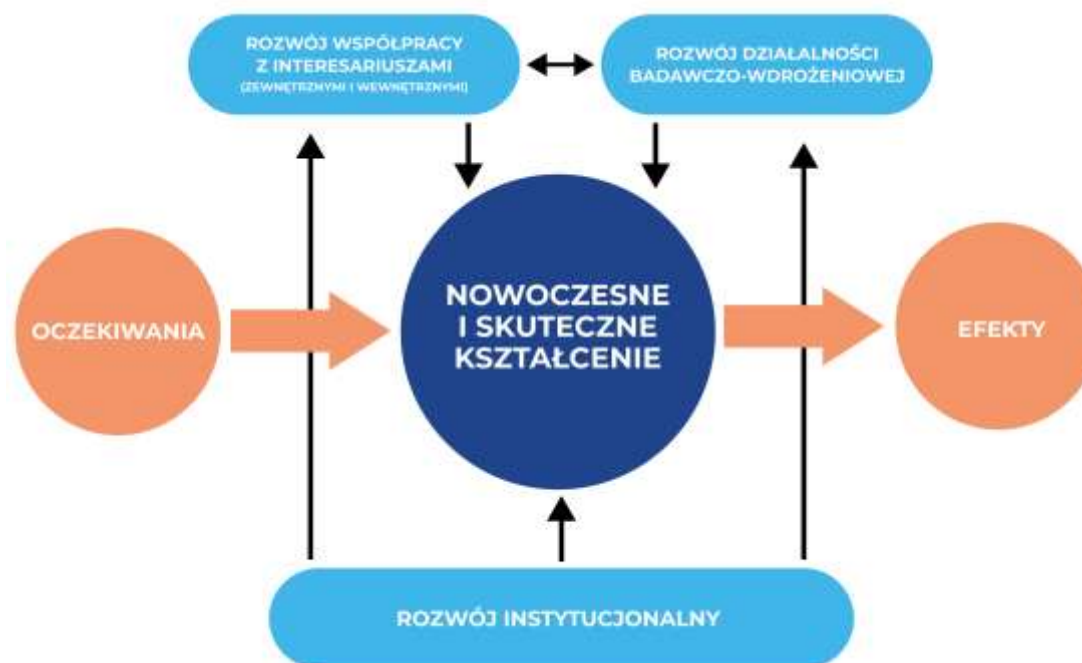 ROZWÓJ WSPÓŁPRACY
Z INTERESARIUSZAMI
(ZEWNĘTRZNYMI I WEWNĘTRZNYMI)
ROZWÓJ DZIAŁALNOŚCI
BADAWCZO-WDROŻENIOWEJ
OCZEKIWANIA
NOWOCZESNE
I SKUTECZNE
KSZTAŁCENIE
EFEKTY
ROZWÓJ INSTYTUCJONALNY